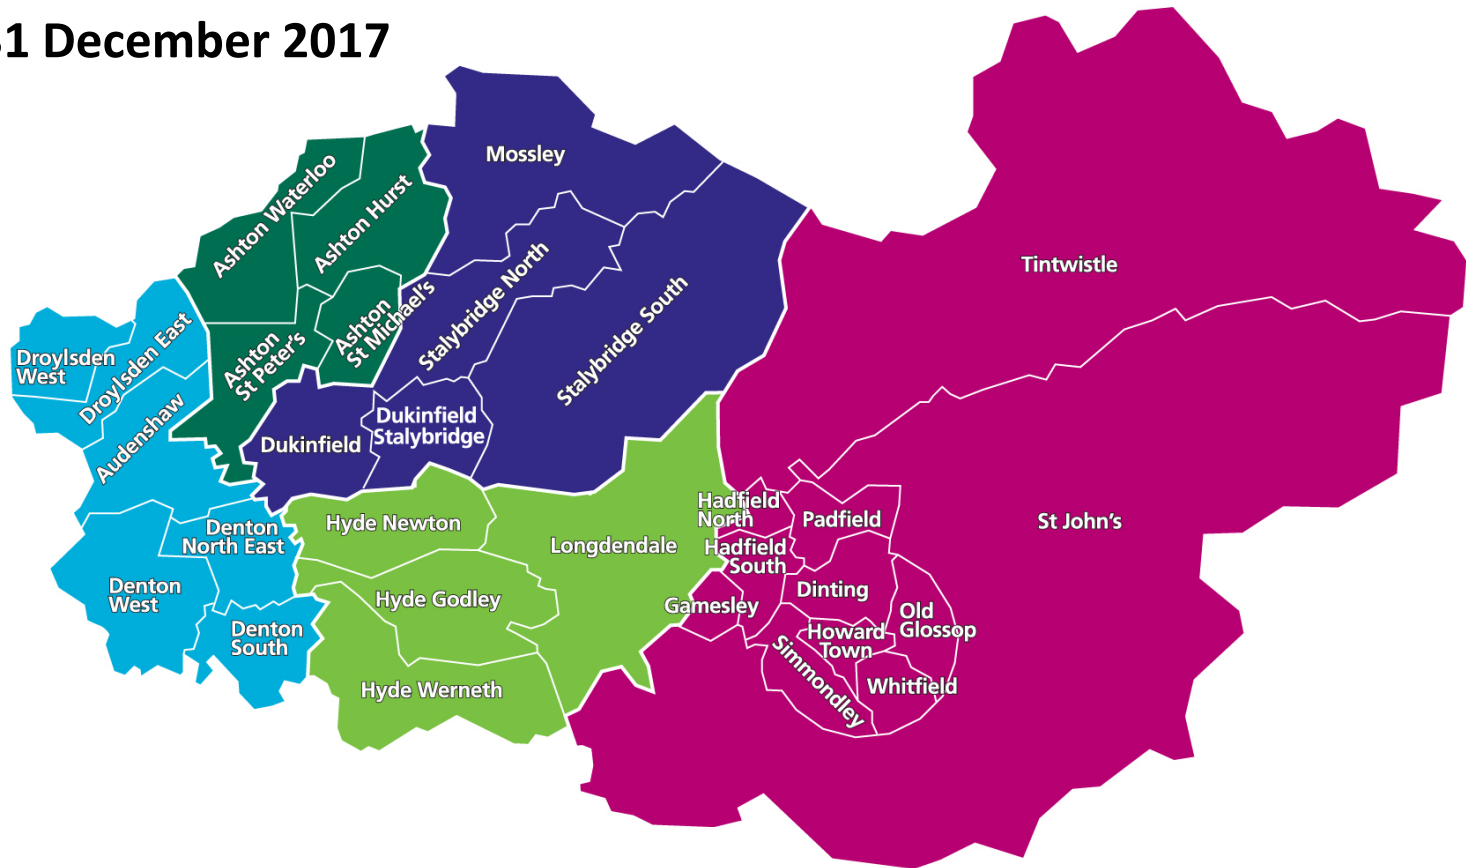 31 December 2017
Mossley
Ashton Waterloo
Ashton Hurst
Stalybridge North
Tintwistle
Ashton
St Michael's
Stalybridge South
Droylsden
West
Droylsden East
Ashton
St Peter's
Audenshaw
Dukinfield
Dukinfield
Stalybridge
Hadfield
North
Padfield
St John's
Hyde Newton
Denton
North East
Longdendale
Hadfield
South
Denton
West
Hyde Godley
Gamesley
Dinting
Old
Glossop
Denton
South
Howard
Town
Simmondley
Whitfield
Hyde Werneth